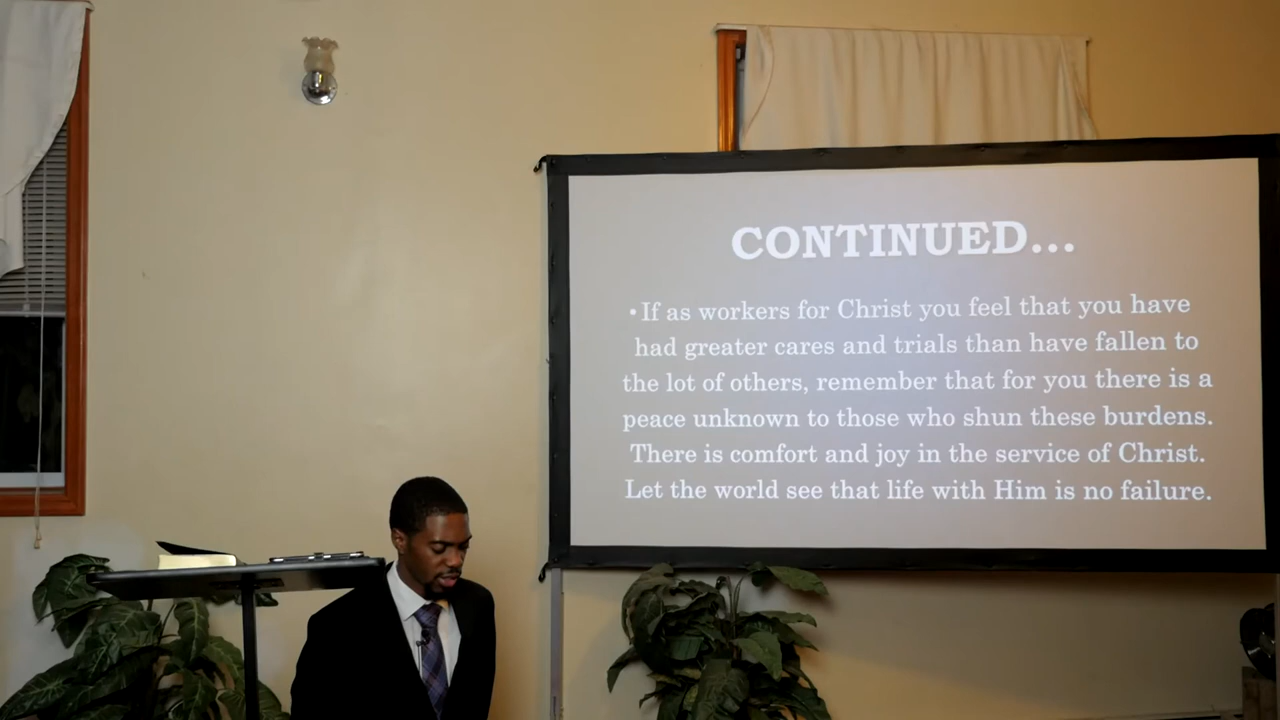 CONTINUED...
•If as workers for Christ you feel that you have
had greater cares and trials than have fallen to
the lot of others, remember that for you there is a
peace unknown to those who shun these burdens.
There is comfort and joy in the service of Christ.
Let the world see that life with Him is no failure.